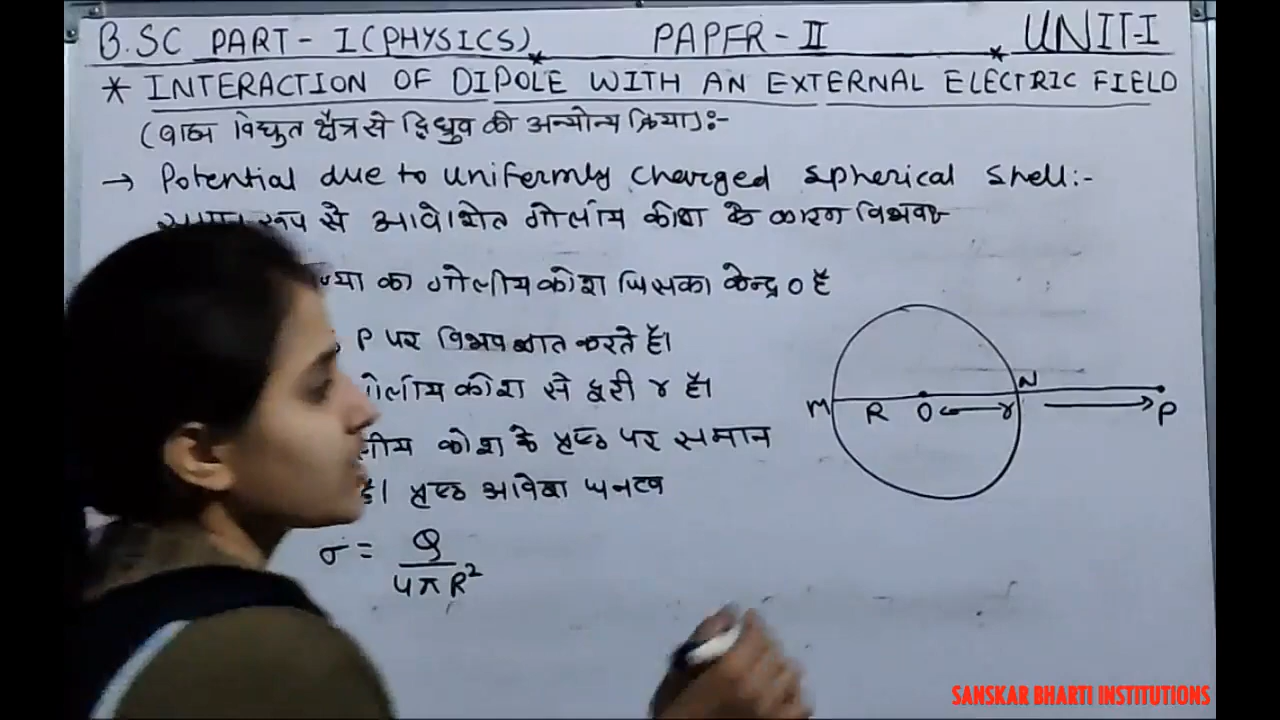 B.SC PART - I (PHYSICS) PAPER - II UNIT-I
* INTERACTION OF DIPOLE WITH AN EXTERNAL ELECTRIC FIELD
(बाह्य विद्युत क्षैत्र से द्विध्रुव की अन्योन्य क्रिया):-
→ Potential due to uniformly charged spherical shell:-
रूप से आवेशित गोलीय कोश के कारण विभव
का गोलीय कोश जिसका केन्द्र O है
P पर विभव ज्ञात करते है।
गोलीय कोश से दूरी r है।
कोश के पृष्ठ पर समान
है। पृष्ठ आवेश घनत्व
σ = Q / 4πR²
M R O r N P
SANSKAR BHARTI INSTITUTIONS